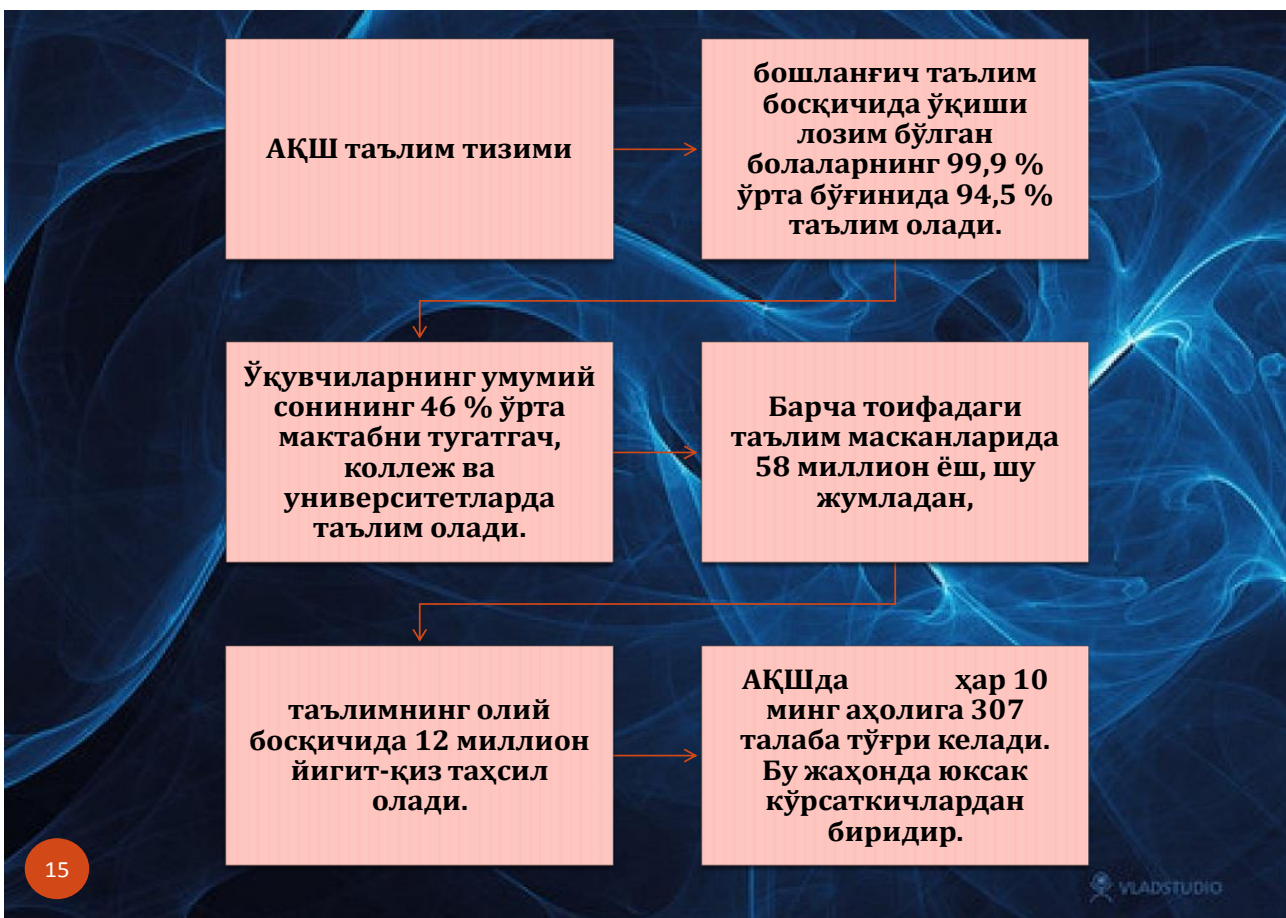 АҚШ таълим тизими
бошланғич таълим
босқичида ўқиши
лозим бўлган
болаларнинг 99,9 %
ўрта бўғинида 94,5 %
таълим олади.
Ўқувчиларнинг умумий
сонининг 46 % ўрта
мактабни тугатгач,
коллеж ва
университетларда
таълим олади.
Барча тоифадаги
таълим масканларида
58 миллион ёш, шу
жумладан,
таълимнинг олий
босқичида 12 миллион
йигит-қиз таҳсил
олади.
АҚШда ҳар 10
минг аҳолига 307
талаба тўғри келади.
Бу жаҳонда юксак
кўрсаткичлардан
биридир.
15
VLADSTUDIO